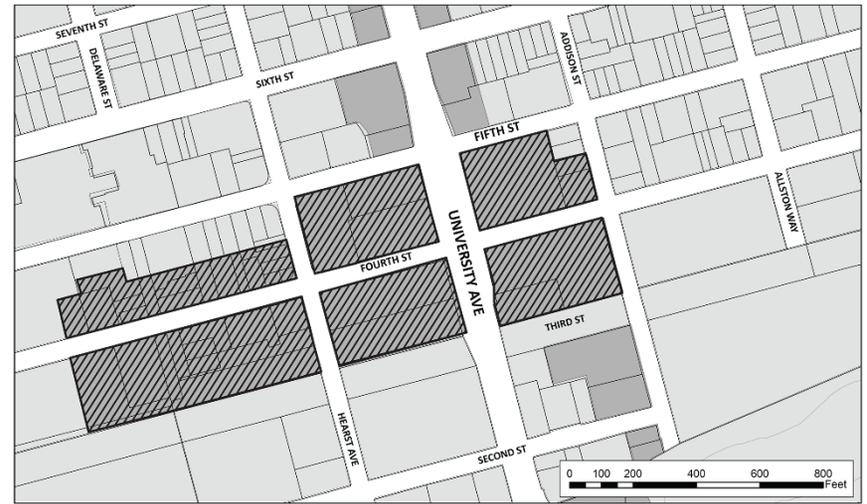 SEVENTH ST
DELAWARE ST
SIXTH ST
ADDISON ST
FIFTH ST
ALLSTON WAY
UNIVERSITY AVE
FOURTH ST
THIRD ST
HEARST AVE
SECOND ST
0 100 200 400 600 800
Feet